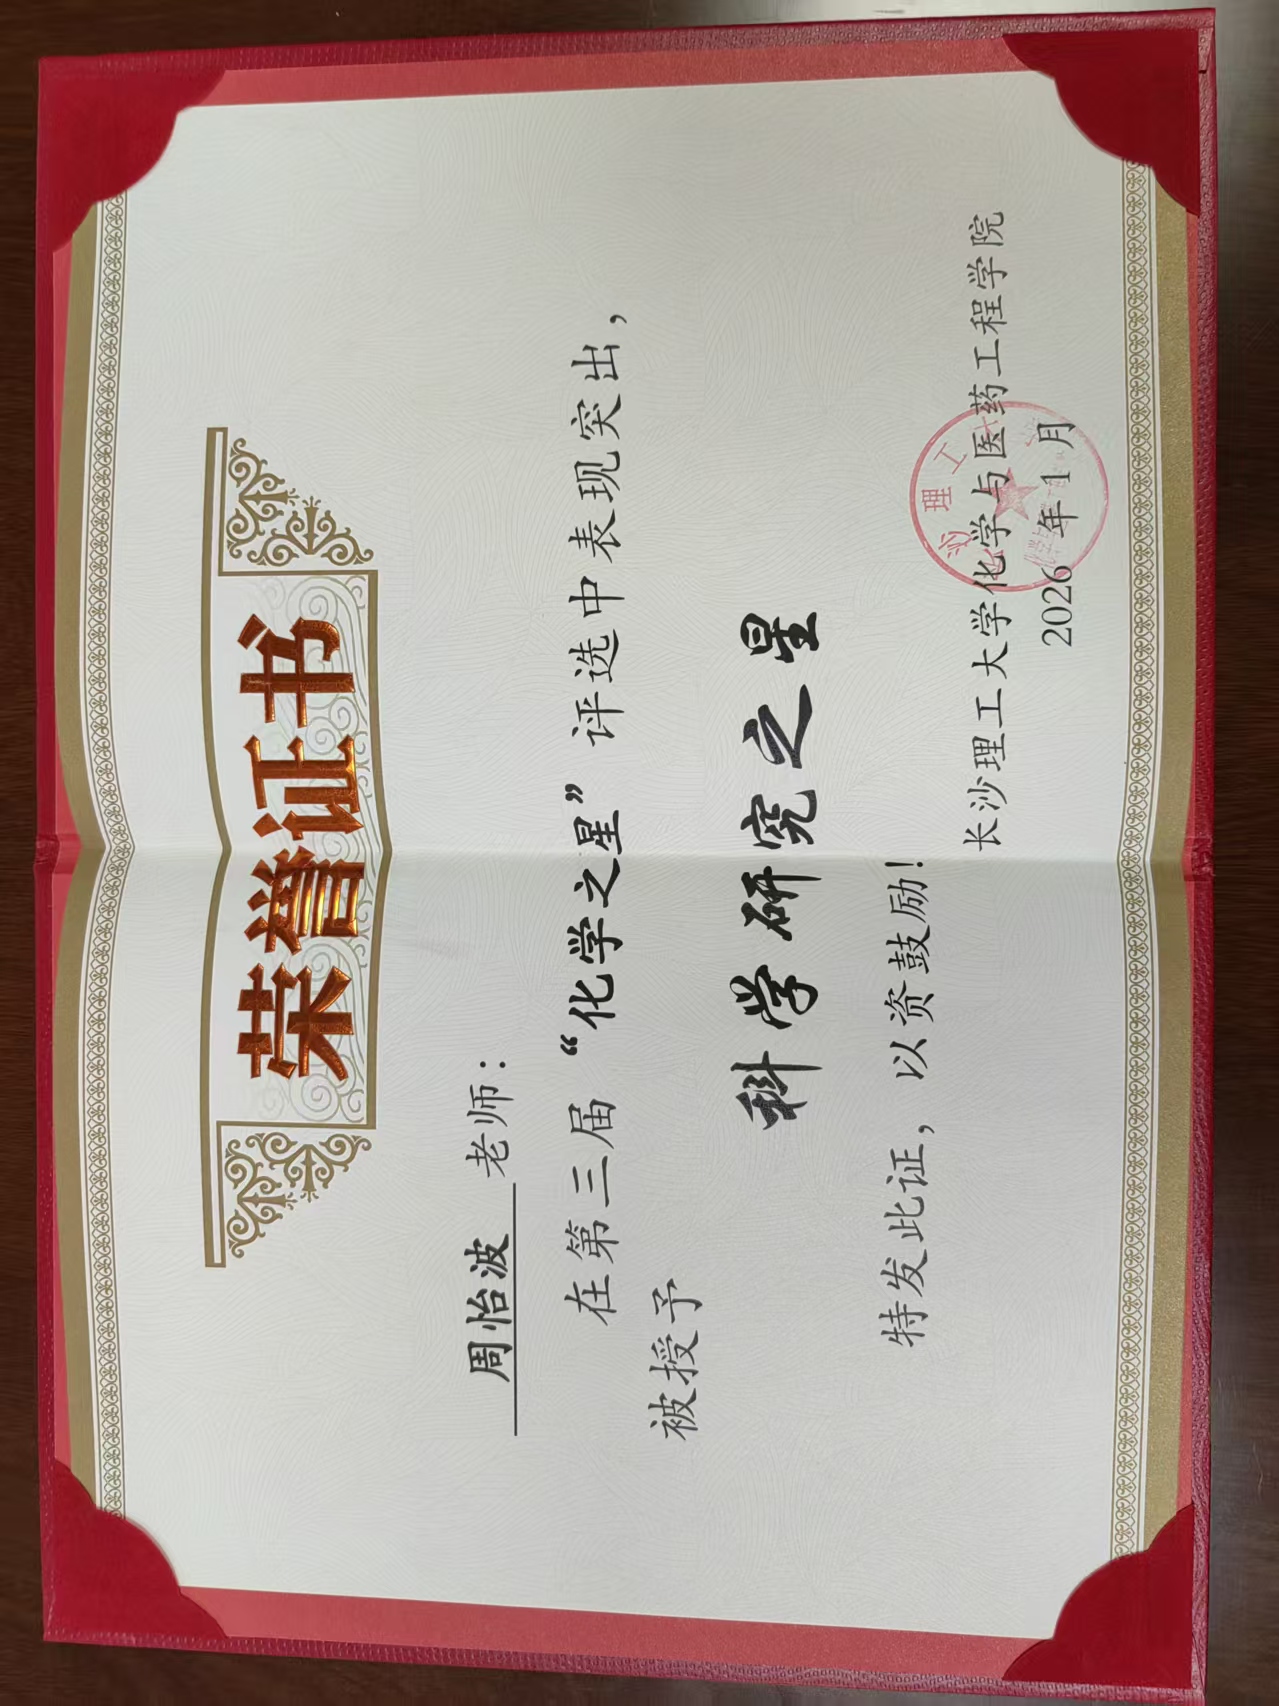 荣誉证书
周怡波 老师：
在第三届“化学之星”评选中表现突出，
被授予
科学研究之星
特发此证，以资鼓励！
长沙理工大学化学与医药工程学院
2026年1月
沙理工